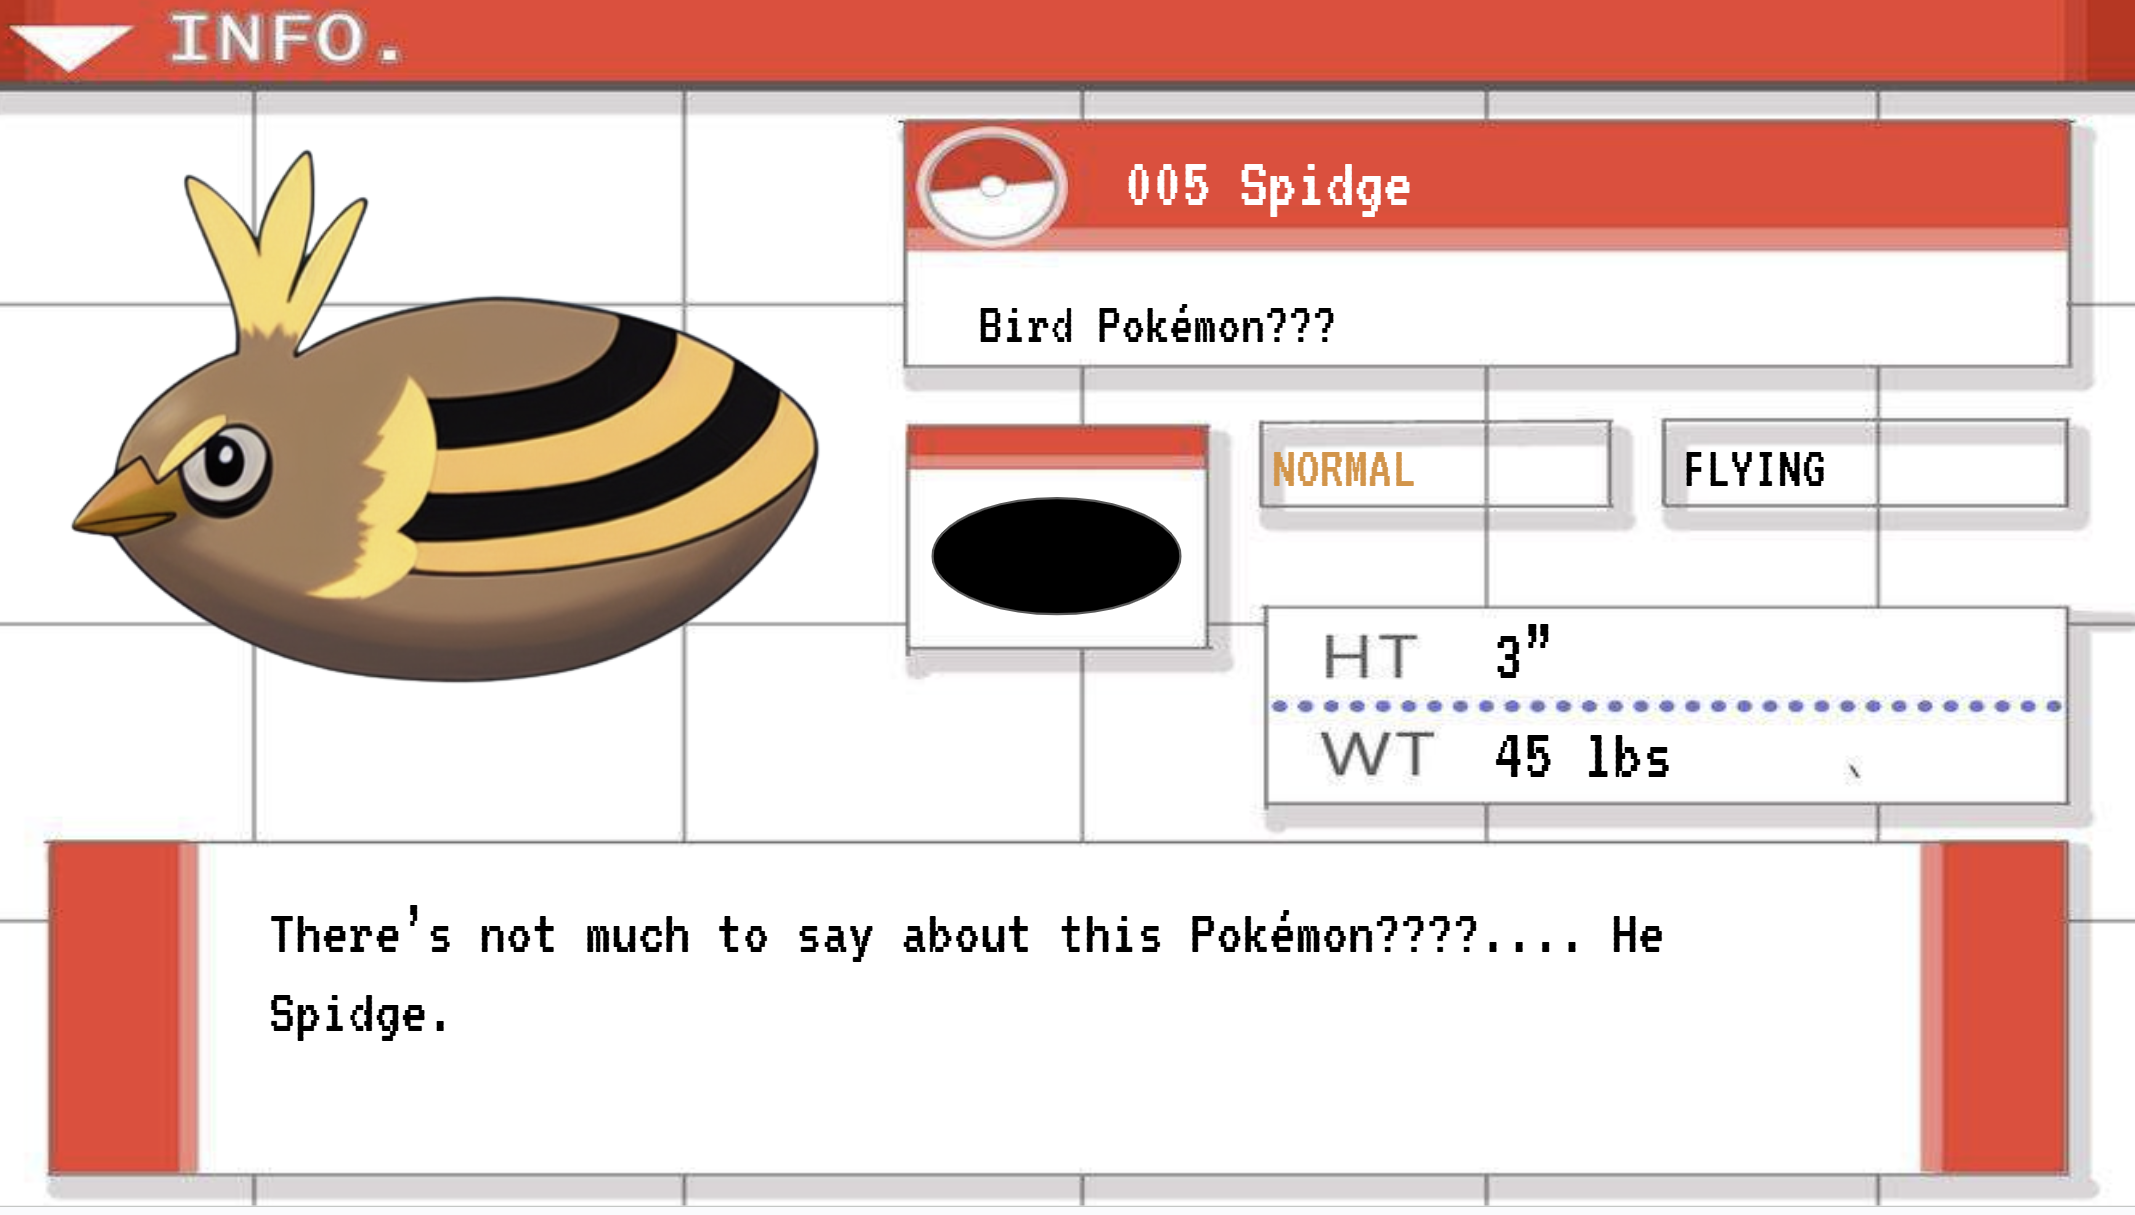 INFO.
005 Spidge
Bird Pokémon???
NORMAL
FLYING
HT 3”
WT 45 lbs
There’s not much to say about this Pokémon????.... He
Spidge.